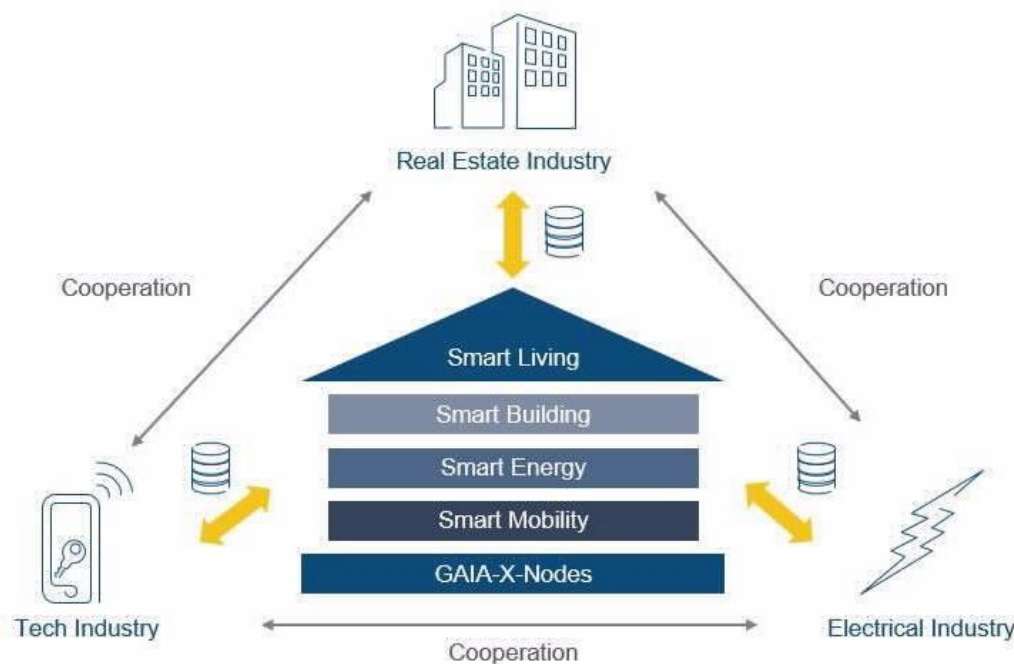 Real Estate Industry
Cooperation
Cooperation
Smart Living
Smart Building
Smart Energy
Smart Mobility
GAIA-X-Nodes
Tech Industry
Electrical Industry
Cooperation